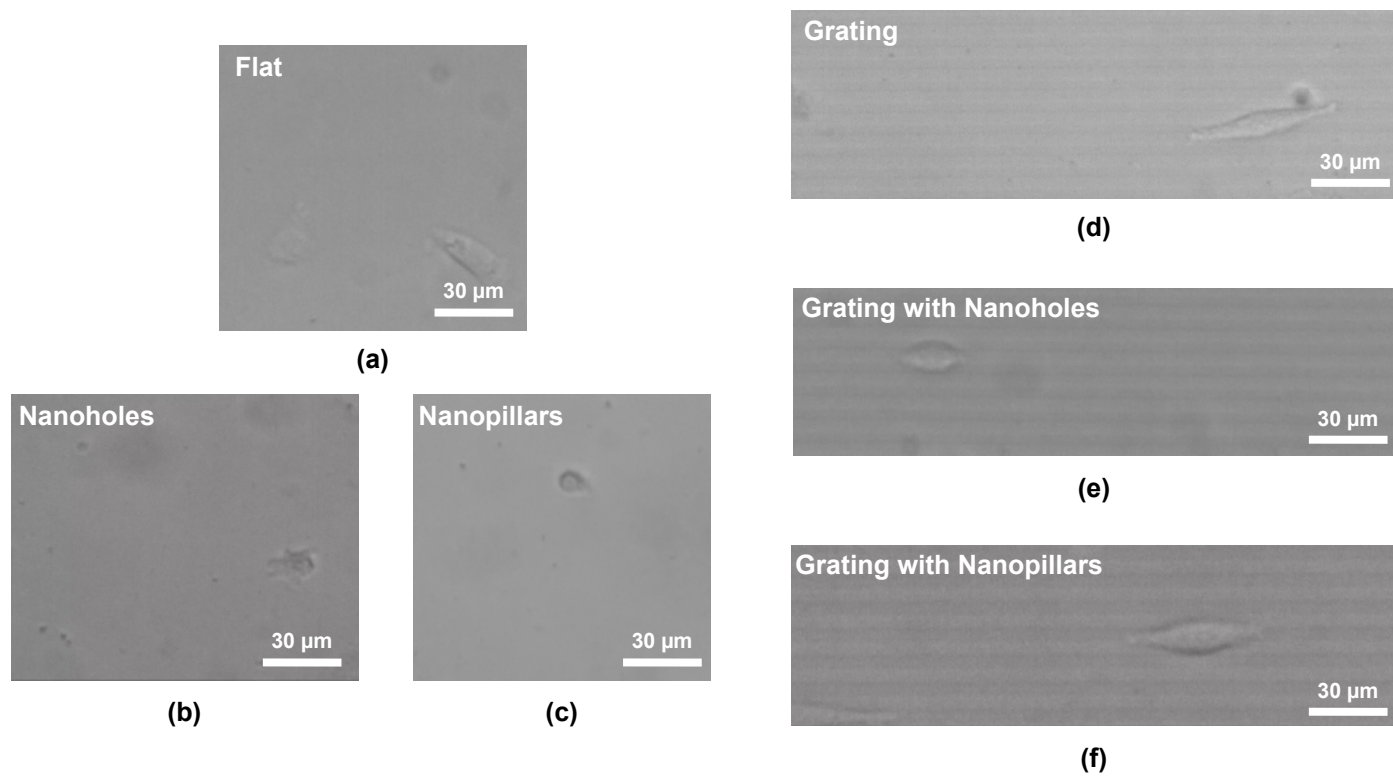 Flat
30 µm
(a)
Nanoholes
30 µm
(b)
Nanopillars
30 µm
(c)
Grating
30 µm
(d)
Grating with Nanoholes
30 µm
(e)
Grating with Nanopillars
30 µm
(f)